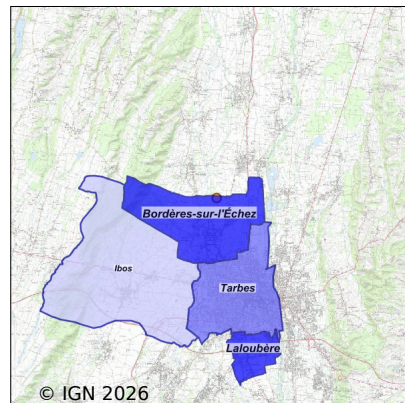 Bordères-sur-l'Échez
Ibos
Tarbes
Laloubère
© IGN 2026